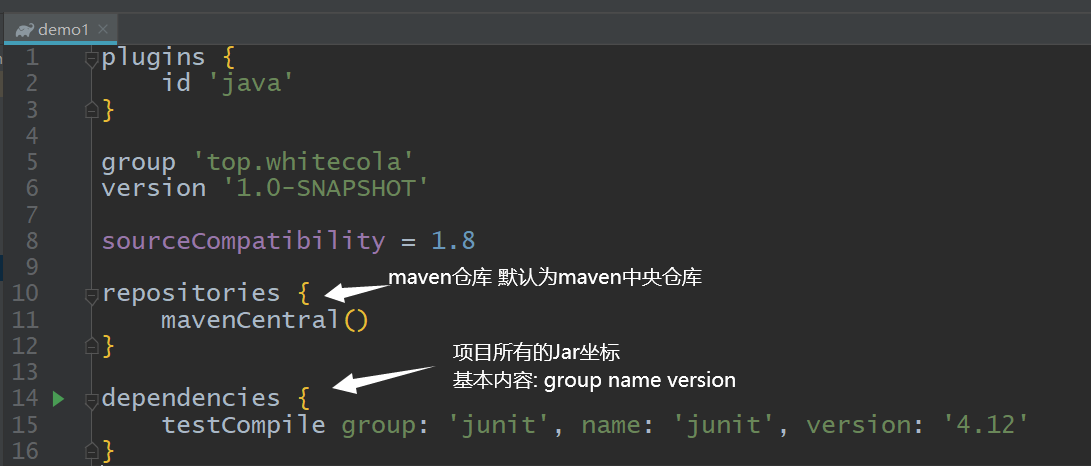 demo1
1 plugins {
2 id 'java'
3 }
4
5 group 'top.whitecola'
6 version '1.0-SNAPSHOT'
7
8 sourceCompatibility = 1.8
9
maven仓库 默认为maven中央仓库
10 repositories {
11 mavenCentral()
12 }
项目所有的Jar坐标
13
基本内容: group name version
14 dependencies {
15 testCompile group: 'junit', name: 'junit', version: '4.12'
16 }